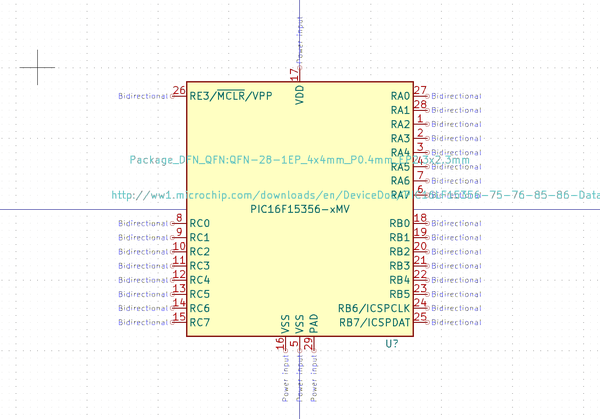 Power input
17
VDD
Bidirectional 26 RE3/MCLR/VPP RA0 27 Bidirectional
RA1 28 Bidirectional
RA2 1 Bidirectional
RA3 2 Bidirectional
RA4 3 Bidirectional
Package_DFN_QFN:QFN-28-1EP_4x4mm_P0.4mm_EP2.3x2.3mm
RA5 4 Bidirectional
RA6 7 Bidirectional
RA7 6
http://ww1.microchip.com/downloads/en/DeviceDoc/PIC16F15356-75-76-85-86-Data
PIC16F15356-xMV
Bidirectional 8 RC0 RB0 18 Bidirectional
Bidirectional 9 RC1 RB1 19 Bidirectional
Bidirectional 10 RC2 RB2 20 Bidirectional
Bidirectional 11 RC3 RB3 21 Bidirectional
Bidirectional 12 RC4 RB4 22 Bidirectional
Bidirectional 13 RC5 RB5 23 Bidirectional
Bidirectional 14 RC6 RB6/ICSPCLK 24 Bidirectional
Bidirectional 15 RC7 RB7/ICSPDAT 25 Bidirectional
VSS VSS PAD
16 5 29
U?
Power input Power input Power input